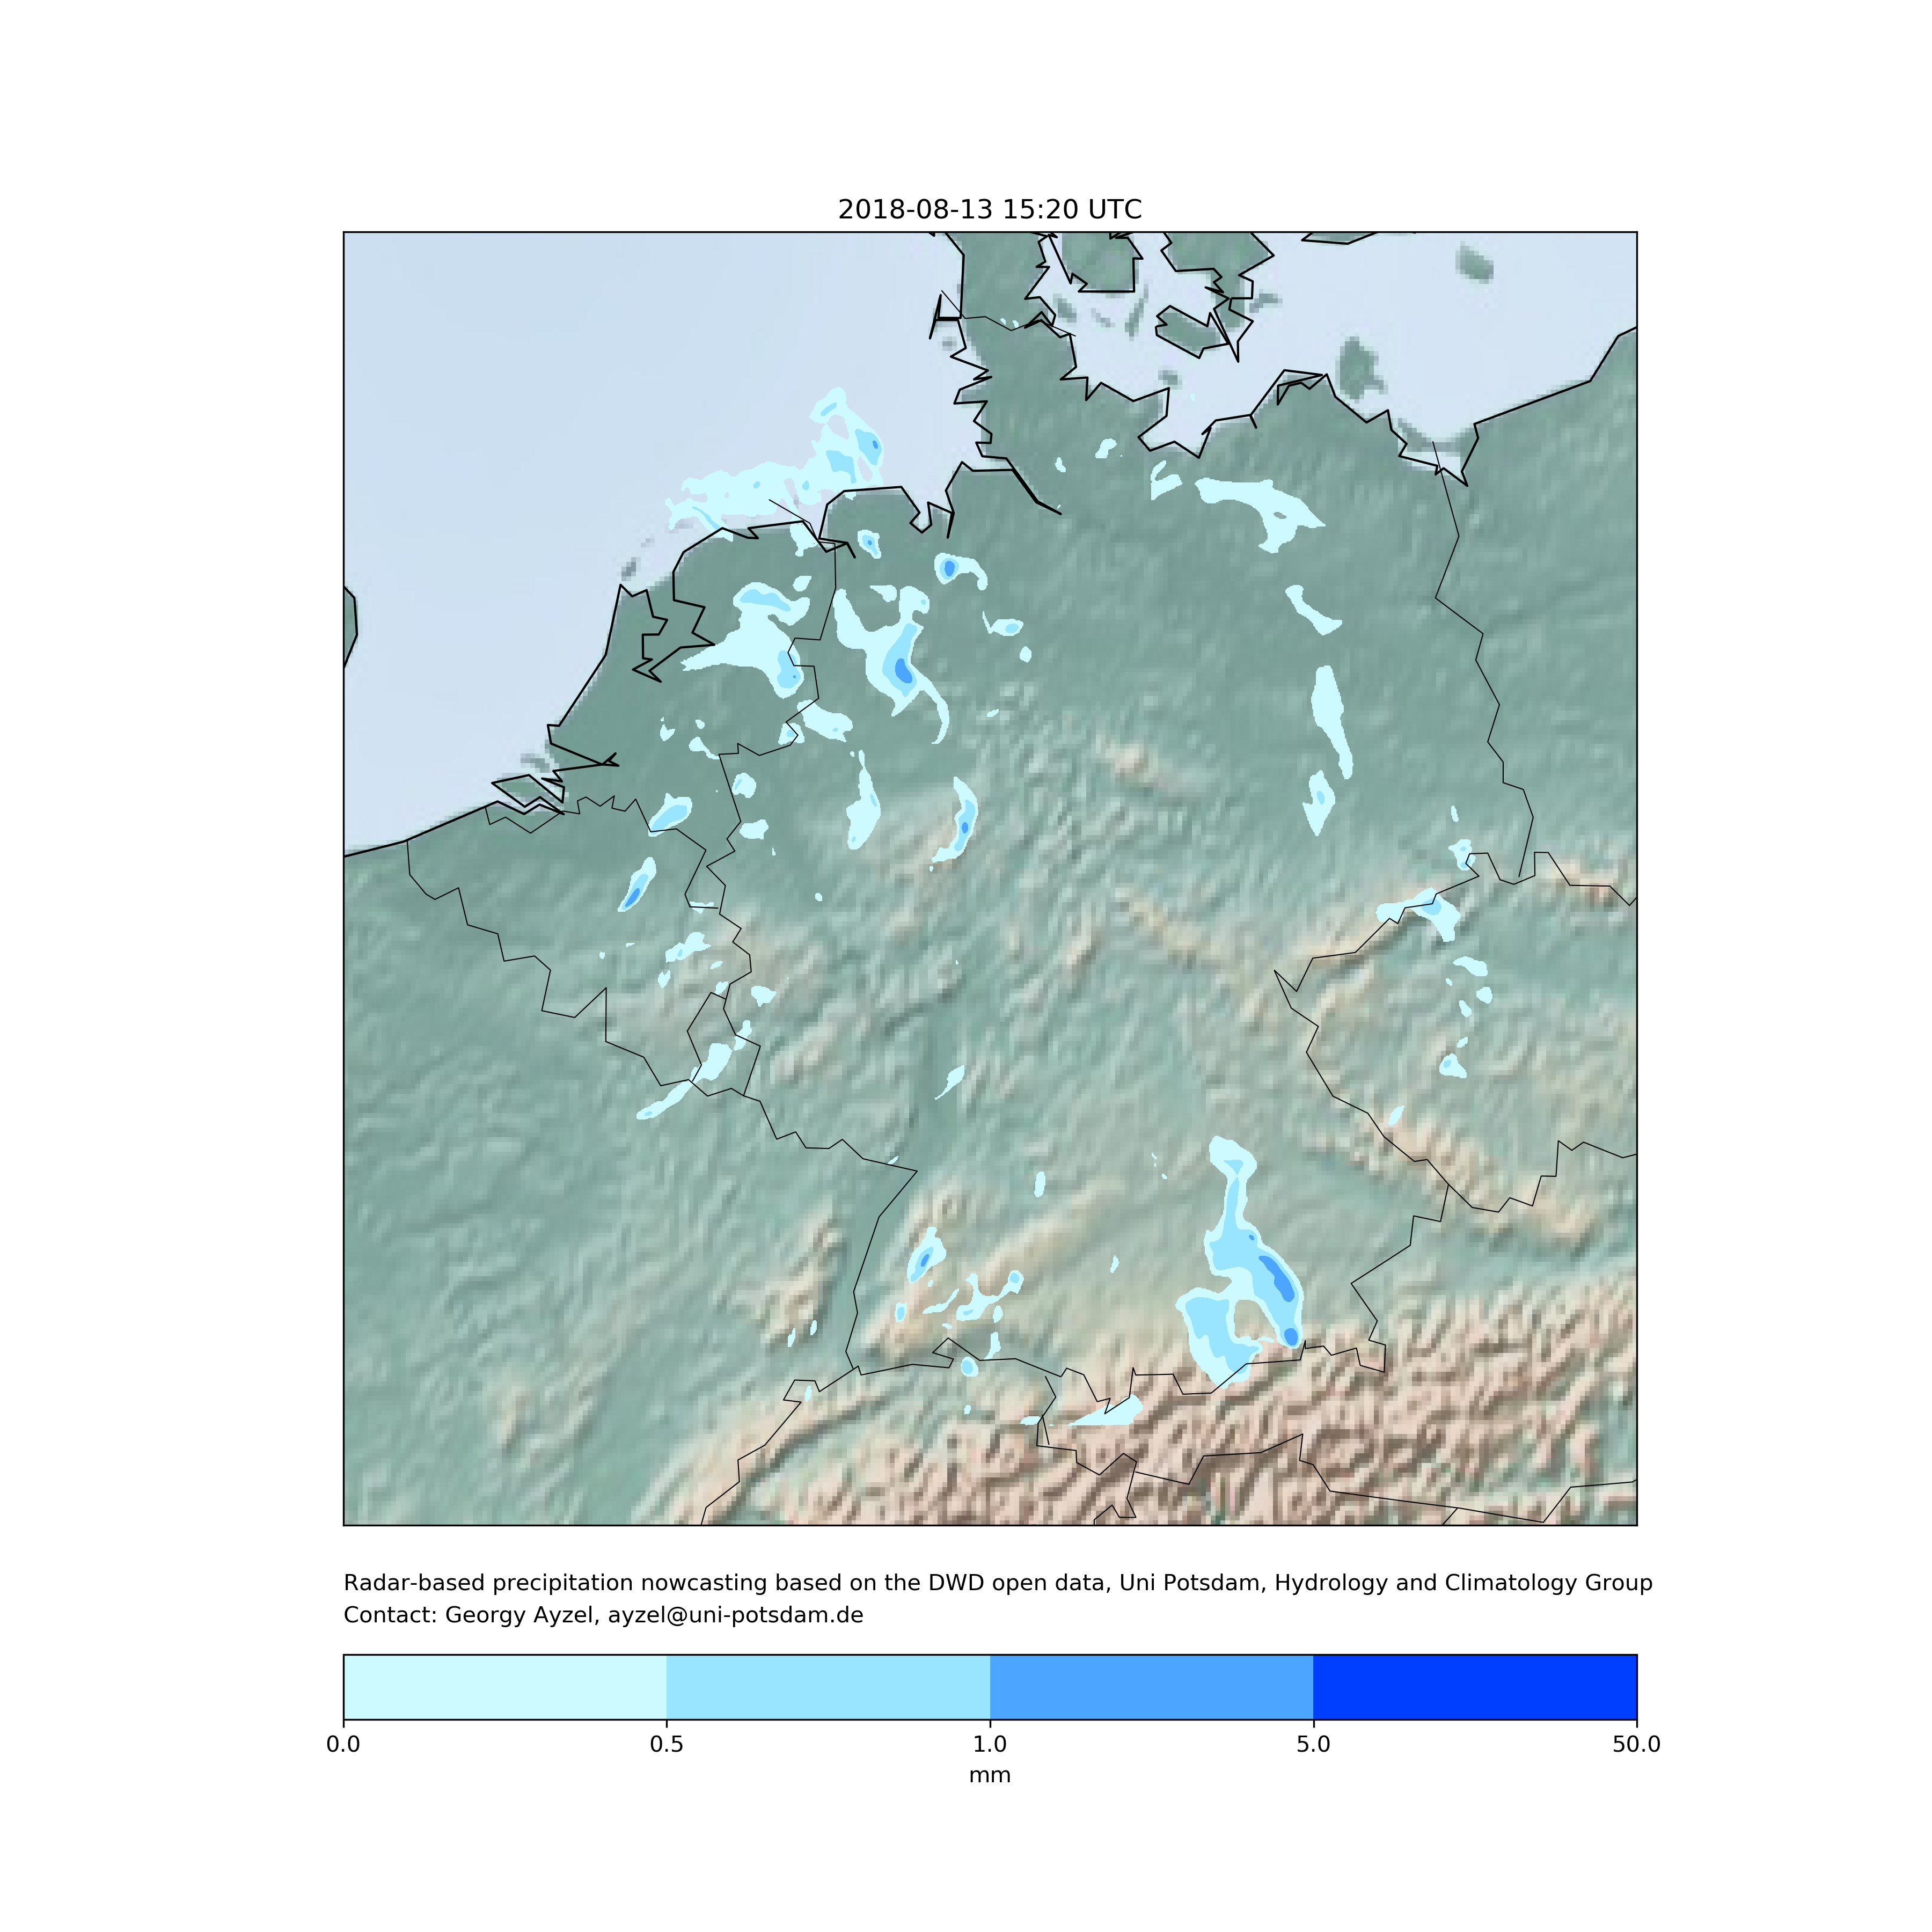 2018-08-13 15:20 UTC
Radar-based precipitation nowcasting based on the DWD open data, Uni Potsdam, Hydrology and Climatology Group
Contact: Georgy Ayzel, ayzel@uni-potsdam.de
0.0 0.5 1.0 5.0 50.0
mm